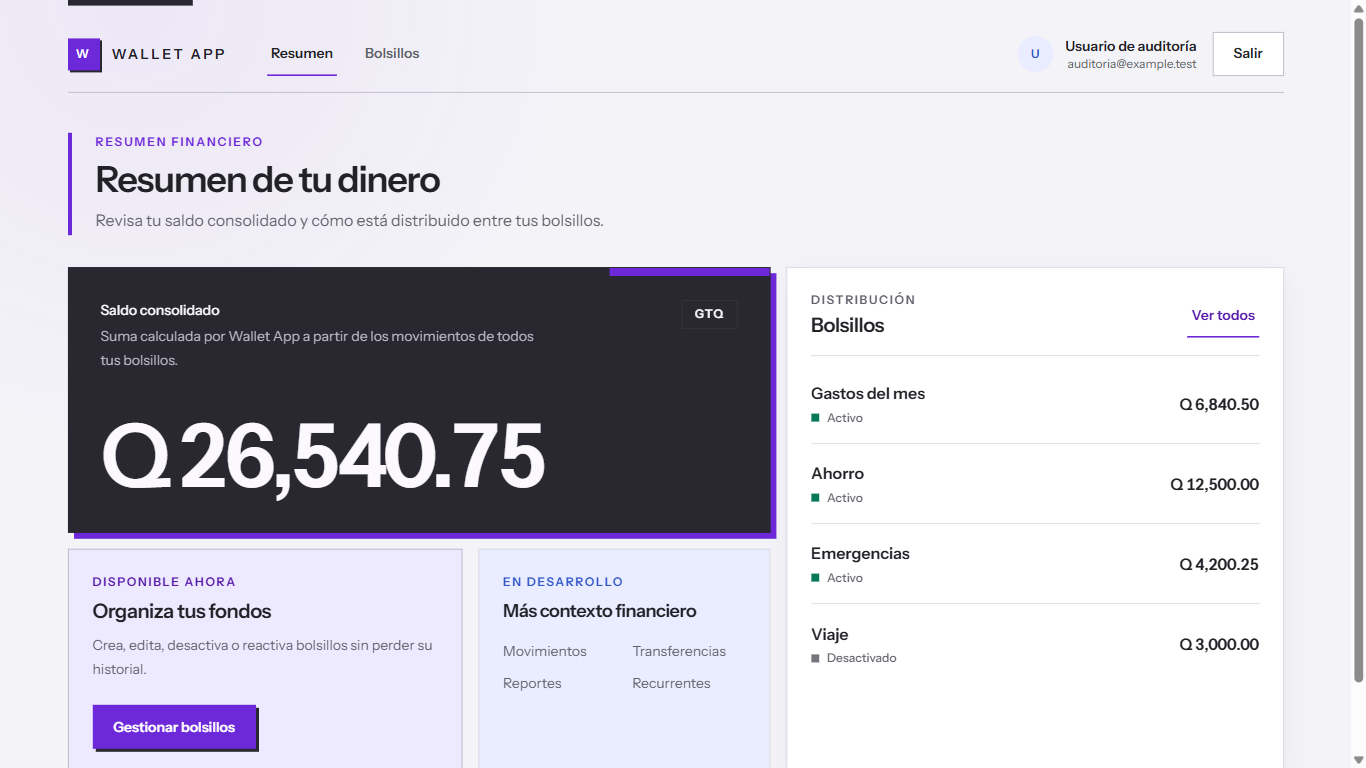 W WALLET APP Resumen Bolsillos U Usuario de auditoría Salir
auditoria@example.test
RESUMEN FINANCIERO
Resumen de tu dinero
Revisa tu saldo consolidado y cómo está distribuido entre tus bolsillos.
Saldo consolidado GTQ
Suma calculada por Wallet App a partir de los movimientos de todos
tus bolsillos.
Q 26,540.75
DISTRIBUCIÓN
Bolsillos Ver todos
Gastos del mes Q 6,840.50
Activo
Ahorro Q 12,500.00
Activo
Emergencias Q 4,200.25
Activo
Viaje Q 3,000.00
Desactivado
DISPONIBLE AHORA
Organiza tus fondos
Crea, edita, desactiva o reactiva bolsillos sin perder su
historial.
Gestionar bolsillos
EN DESARROLLO
Más contexto financiero
Movimientos Transferencias
Reportes Recurrentes